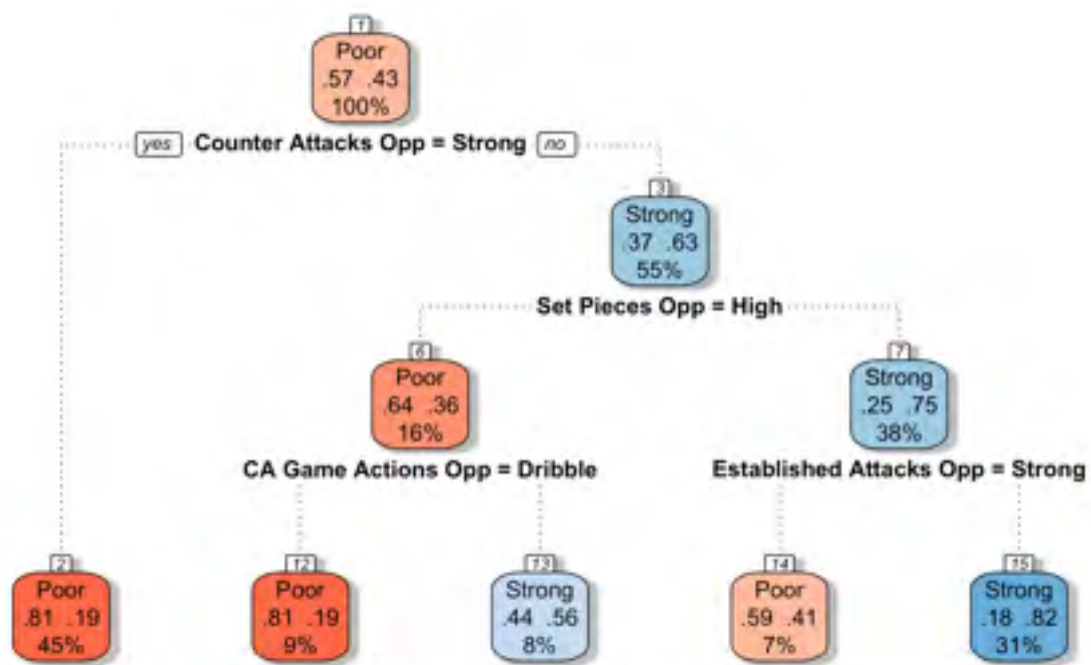 1
Poor
.57 .43
100%
yes Counter Attacks Opp = Strong no
3
Strong
.37 .63
55%
Set Pieces Opp = High
6
Poor
.64 .36
16%
7
Strong
.25 .75
38%
CA Game Actions Opp = Dribble
Established Attacks Opp = Strong
2
Poor
.81 .19
45%
12
Poor
.81 .19
9%
13
Strong
.44 .56
8%
14
Poor
.59 .41
7%
15
Strong
.18 .82
31%